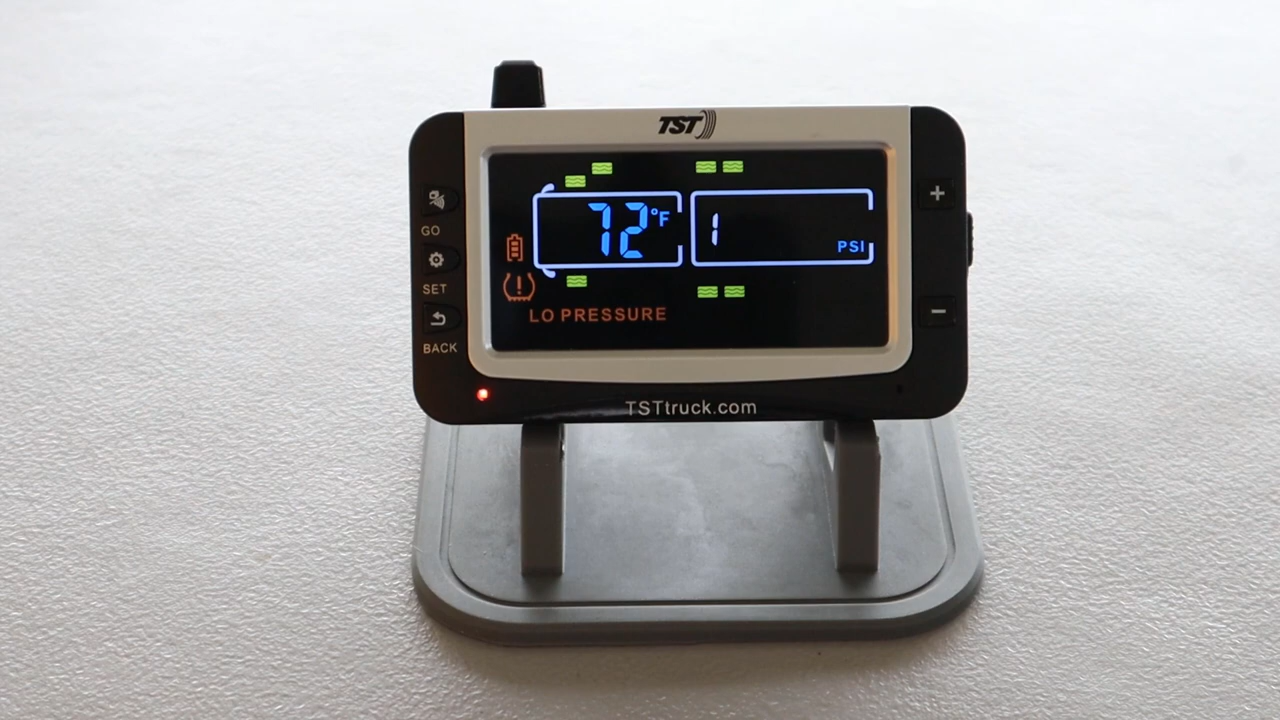 TST
72°F
1
PSI
LO PRESSURE
GO
SET
BACK
+
-
TSTtruck.com